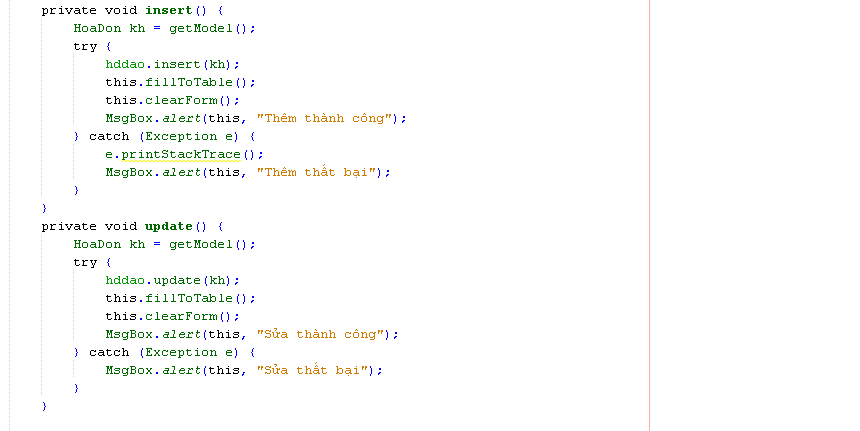 private void insert() {
HoaDon kh = getModel();
try {
hddao.insert(kh);
this.fillToTable();
this.clearForm();
MsgBox.alert(this, "Thêm thành công");
} catch (Exception e) {
e.printStackTrace();
MsgBox.alert(this, "Thêm thất bại");
}
}
private void update() {
HoaDon kh = getModel();
try {
hddao.update(kh);
this.fillToTable();
this.clearForm();
MsgBox.alert(this, "Sửa thành công");
} catch (Exception e) {
MsgBox.alert(this, "Sửa thất bại");
}
}